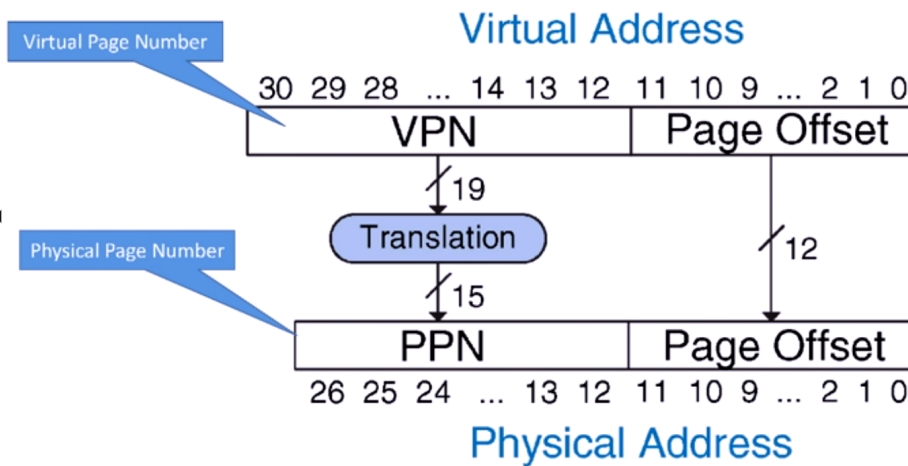 Virtual Address
Virtual Page Number
30 29 28 ... 14 13 12 11 10 9 ... 2 1 0
VPN Page Offset
19
Translation
12
Physical Page Number
15
PPN Page Offset
26 25 24 ... 13 12 11 10 9 ... 2 1 0
Physical Address